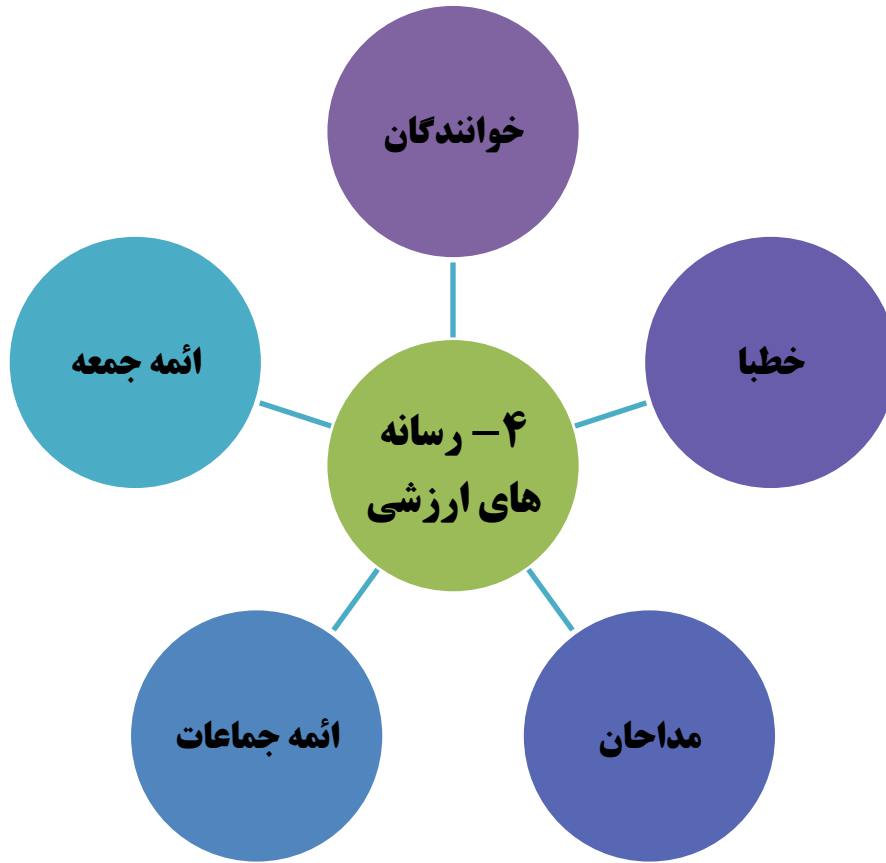 خوانندگان
خطبا
ائمه جمعه
۴- رسانه
های ارزشی
مداحان
ائمه جماعات